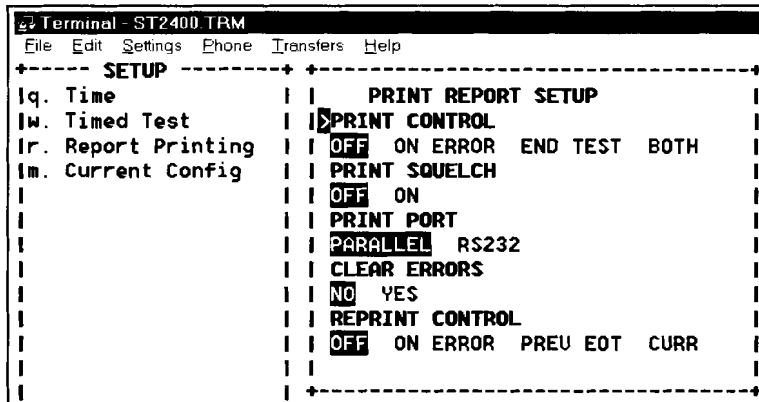 Terminal - ST2400.TRM
File Edit Settings Phone Transfers Help
SETUP
q. Time
w. Timed Test
r. Report Printing
m. Current Config
PRINT REPORT SETUP
>PRINT CONTROL
OFF ON ERROR END TEST BOTH
PRINT SQUELCH
OFF ON
PRINT PORT
PARALLEL RS232
CLEAR ERRORS
NO YES
REPRINT CONTROL
OFF ON ERROR PREV EOT CURR